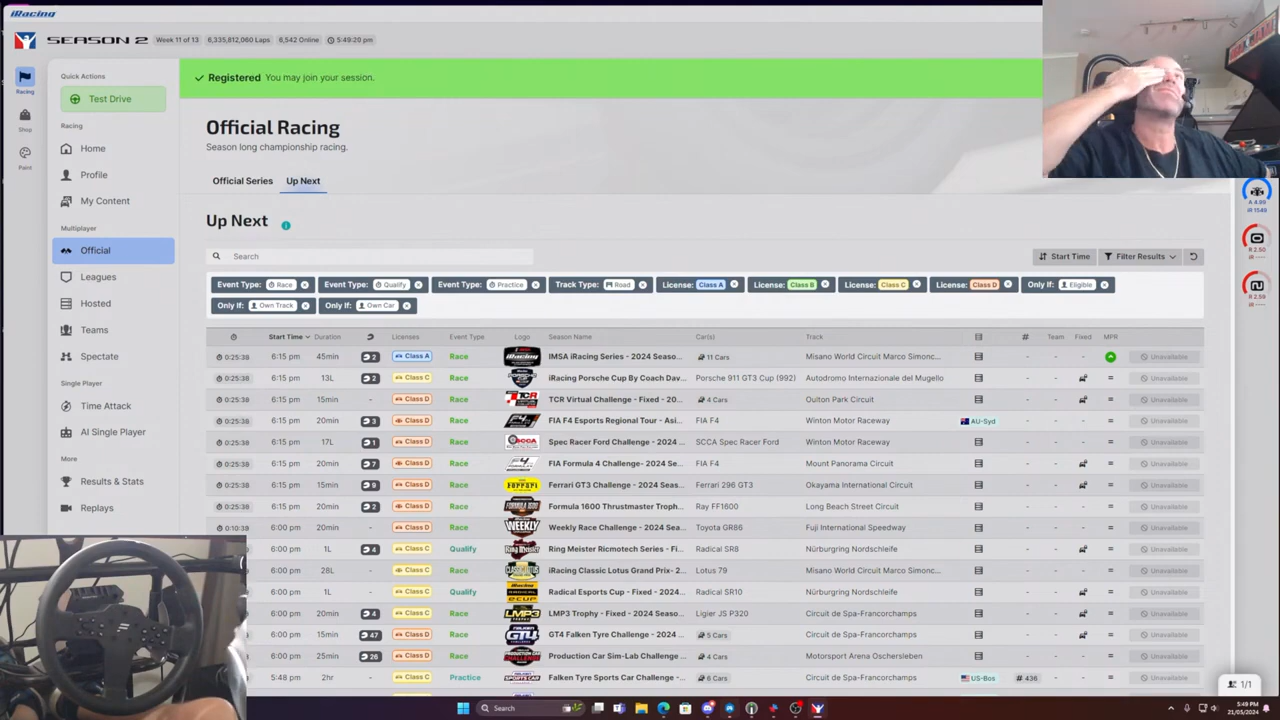 iRacing
SEASON 2 Week 11 of 13 6,335,812,060 Laps 6,542 Online 5:49:20 pm
Racing
Shop
Paint
Quick Actions
Test Drive
Racing
Home
Profile
My Content
Multiplayer
Official
Leagues
Hosted
Teams
Spectate
Single Player
Time Attack
AI Single Player
More
Results & Stats
Replays
Registered You may join your session.
Official Racing
Season long championship racing.
Official Series Up Next
Up Next
Search Start Time Filter Results
Event Type: Race Event Type: Qualify Event Type: Practice Track Type: Road License: Class A License: Class B License: Class C License: Class D Only If: Eligible
Only If: Own Track Only If: Own Car
Start Time Duration Licenses Event Type Logo Season Name Car(s) Track # Team Fixed MPR
0:25:38 6:15 pm 45min 2 Class A Race IMSA iRacing Series - 2024 Seaso... 11 Cars Misano World Circuit Marco Simonc... - - - Unavailable
0:25:38 6:15 pm 13L 2 Class C Race iRacing Porsche Cup By Coach Dav... Porsche 911 GT3 Cup (992) Autodromo Internazionale del Mugello - - = Unavailable
0:25:38 6:15 pm 15min - Class D Race TCR Virtual Challenge - Fixed - 20... 4 Cars Oulton Park Circuit - - = Unavailable
0:25:38 6:15 pm 20min 3 Class D Race FIA F4 Esports Regional Tour - Asi... FIA F4 Winton Motor Raceway AU-Syd - - = Unavailable
0:25:38 6:15 pm 17L 1 Class D Race Spec Racer Ford Challenge - 2024 ... SCCA Spec Racer Ford Winton Motor Raceway - - - = Unavailable
0:25:38 6:15 pm 20min 7 Class D Race FIA Formula 4 Challenge- 2024 Se... FIA F4 Mount Panorama Circuit - - = Unavailable
0:25:38 6:15 pm 15min 9 Class D Race Ferrari GT3 Challenge - 2024 Sea... Ferrari 296 GT3 Okayama International Circuit - - = Unavailable
0:25:38 6:15 pm 20min 2 Class D Race Formula 1600 Thrustmaster Troph... Ray FF1600 Long Beach Street Circuit - - = Unavailable
0:10:38 6:00 pm 20min - Class D Race Weekly Race Challenge - 2024 Sea... Toyota GR86 Fuji International Speedway - - - = Unavailable
6:00 pm 1L 4 Class C Qualify Ring Meister Ricmotech Series - Fi... Radical SR8 Nürburgring Nordschleife - - = Unavailable
6:00 pm 28L - Class C Race iRacing Classic Lotus Grand Prix- 2... Lotus 79 Misano World Circuit Marco Simonc... - - - = Unavailable
6:00 pm 1L - Class C Qualify Radical Esports Cup - Fixed - 2024... Radical SR10 Nürburgring Nordschleife - - = Unavailable
6:00 pm 20min 4 Class C Race LMP3 Trophy - Fixed - 2024 Seaso... Ligier JS P320 Circuit de Spa-Francorchamps - - = Unavailable
6:00 pm 15min 47 Class D Race GT4 Falken Tyre Challenge - 2024... 5 Cars Circuit de Spa-Francorchamps - - = Unavailable
6:00 pm 25min 26 Class D Race Production Car Sim-Lab Challenge... 4 Cars Motorsport Arena Oschersleben - - - = Unavailable
5:48 pm 2hr - Class C Practice Falken Tyre Sports Car Challenge -... 6 Cars Circuit de Spa-Francorchamps US-Bos # 436 - - = Unavailable
A 4.99
iR 1549
R 2.50
iR ----
R 2.59
iR ----
1/1
Search
5:49 PM
21/05/2024